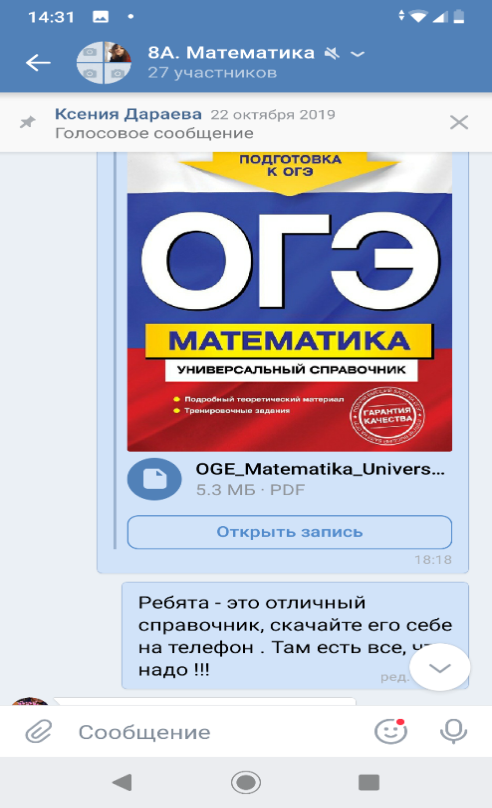 14:31
8А. Математика
27 участников
Ксения Дараева 22 октября 2019
Голосовое сообщение
ПОДГОТОВКА
К ОГЭ
ОГЭ
МАТЕМАТИКА
УНИВЕРСАЛЬНЫЙ СПРАВОЧНИК
Подробный теоретический материал
Тренировочные задания
ГАРАНТИЯ
КАЧЕСТВА
OGE_Matematika_Univers...
5.3 МБ · PDF
Открыть запись
18:18
Ребята - это отличный
справочник, скачайте его себе
на телефон . Там есть все,
надо !!!
ред.
Сообщение